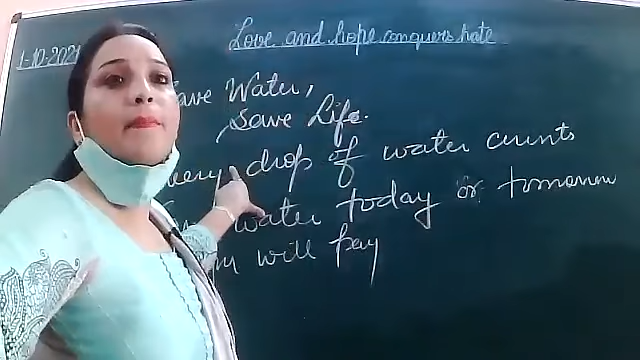 1-10-2021
Love and hope conquers hate
Save Water,
Save Life.
very drop of water counts
water today or tomorrow
will pay